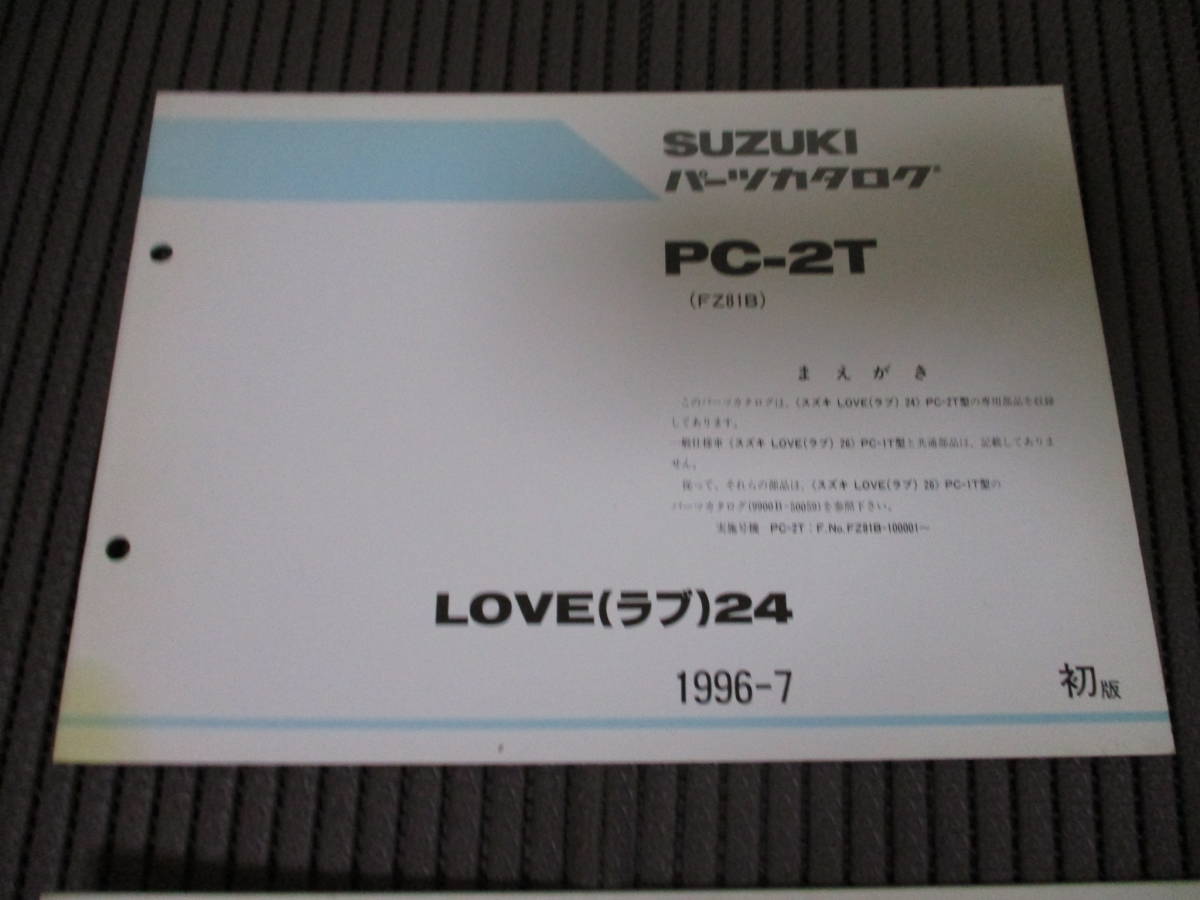 SUZUKI
パーツカタログ
PC-2T
(FZ81B)
まえがき
このパーツカタログは、〈スズキ LOVE(ラブ) 24〉PC-2T型の専用部品を収録
してあります。
一般仕様車〈スズキ LOVE(ラブ) 26〉PC-1T型と共通部品は、記載してありま
せん。
従って、それらの部品は、〈スズキ LOVE(ラブ) 26〉PC-1T型の
パーツカタログ(9900B-50059)を参照下さい。
実施号機 PC-2T:F.No.FZ81B-100001~
LOVE(ラブ)24
1996-7
初版